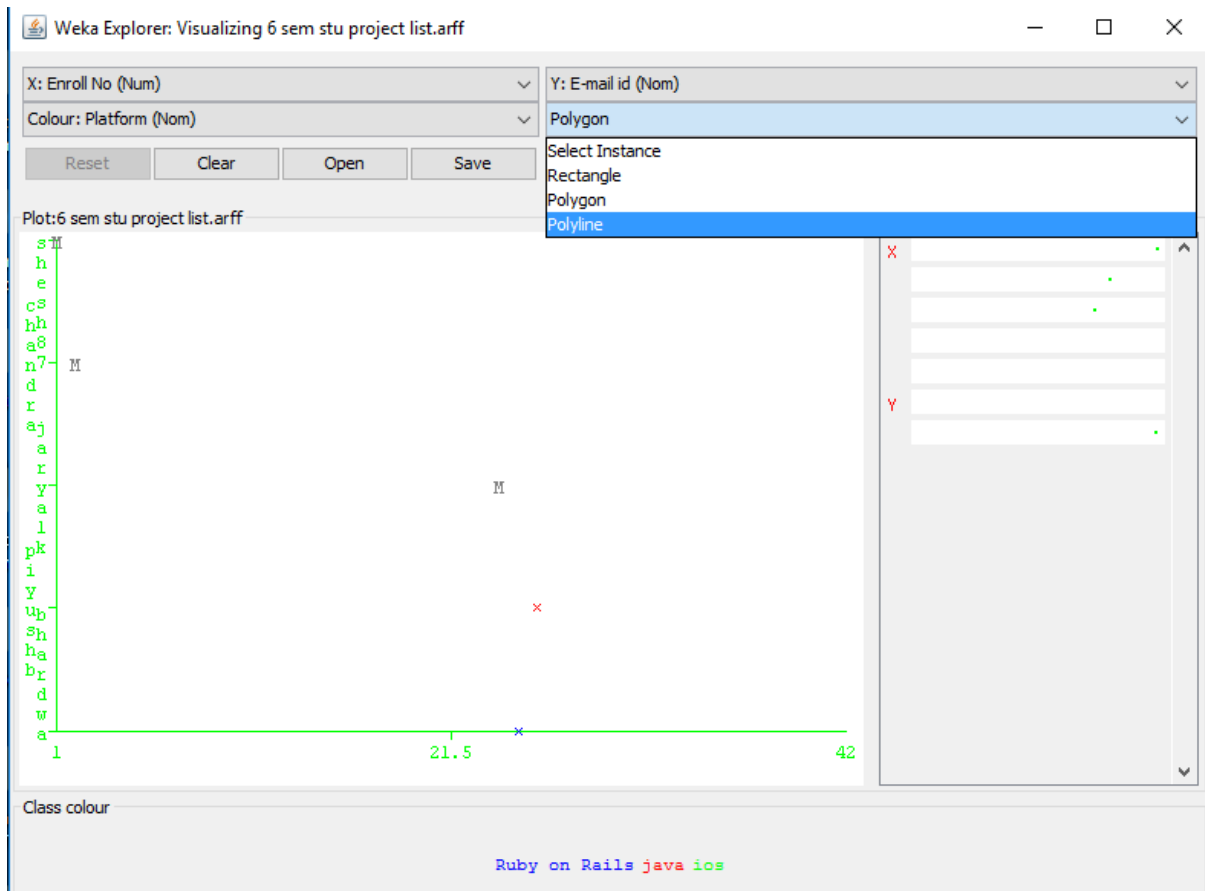 Weka Explorer: Visualizing 6 sem stu project list.arff
X: Enroll No (Num)
Y: E-mail id (Nom)
Colour: Platform (Nom)
Polygon
Reset
Clear
Open
Save
Select Instance
Rectangle
Polygon
Polyline
Plot:6 sem stu project list.arff
M
M
M
X
Y
1
21.5
42
Class colour
Ruby on Rails java ios